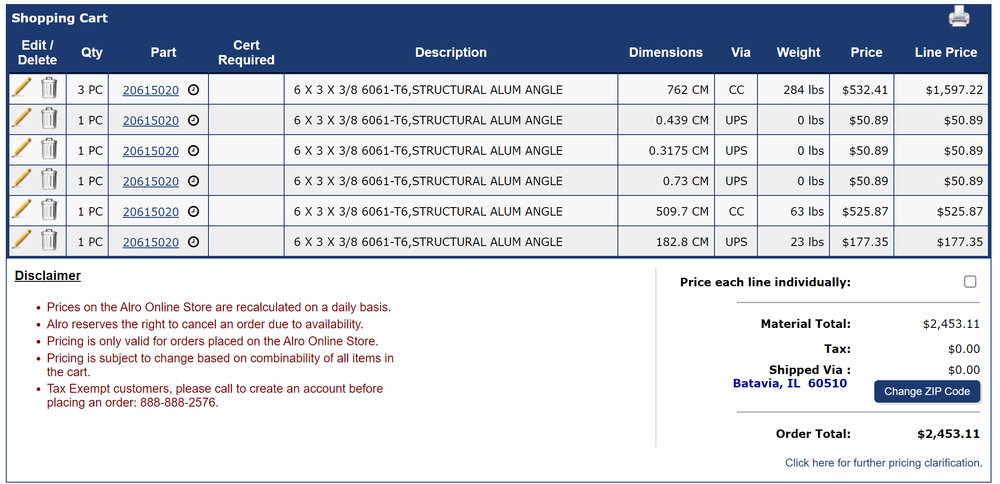 Shopping Cart
Edit / Delete Qty Part Cert Required Description Dimensions Via Weight Price Line Price
3 PC 20615020 6 X 3 X 3/8 6061-T6,STRUCTURAL ALUM ANGLE 762 CM CC 284 lbs $532.41 $1,597.22
1 PC 20615020 6 X 3 X 3/8 6061-T6,STRUCTURAL ALUM ANGLE 0.439 CM UPS 0 lbs $50.89 $50.89
1 PC 20615020 6 X 3 X 3/8 6061-T6,STRUCTURAL ALUM ANGLE 0.3175 CM UPS 0 lbs $50.89 $50.89
1 PC 20615020 6 X 3 X 3/8 6061-T6,STRUCTURAL ALUM ANGLE 0.73 CM UPS 0 lbs $50.89 $50.89
1 PC 20615020 6 X 3 X 3/8 6061-T6,STRUCTURAL ALUM ANGLE 509.7 CM CC 63 lbs $525.87 $525.87
1 PC 20615020 6 X 3 X 3/8 6061-T6,STRUCTURAL ALUM ANGLE 182.8 CM UPS 23 lbs $177.35 $177.35
Disclaimer
• Prices on the Alro Online Store are recalculated on a daily basis.
• Alro reserves the right to cancel an order due to availability.
• Pricing is only valid for orders placed on the Alro Online Store.
• Pricing is subject to change based on combinability of all items in
the cart.
• Tax Exempt customers, please call to create an account before
placing an order: 888-888-2576.
Price each line individually:
Material Total: $2,453.11
Tax: $0.00
Shipped Via : $0.00
Batavia, IL 60510
Change ZIP Code
Order Total: $2,453.11
Click here for further pricing clarification.